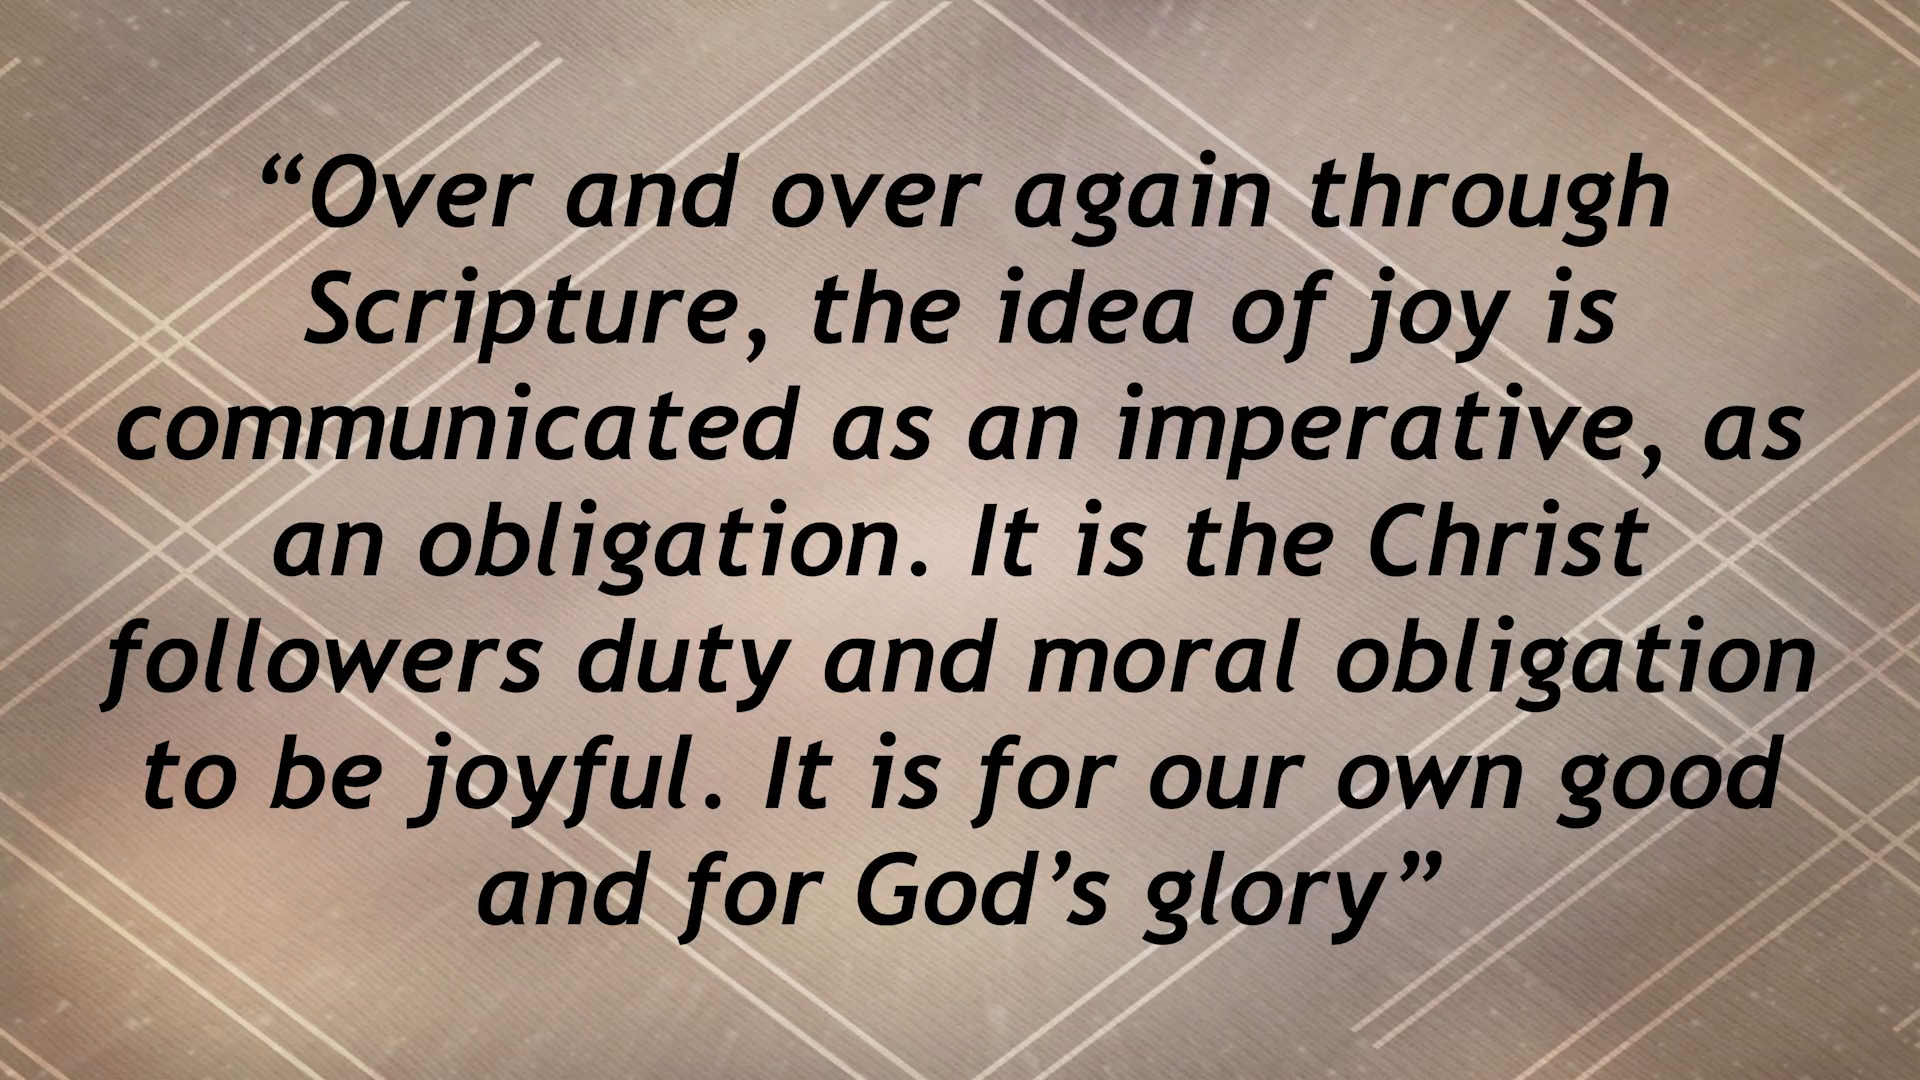 “Over and over again through
Scripture, the idea of joy is
communicated as an imperative, as
an obligation. It is the Christ
followers duty and moral obligation
to be joyful. It is for our own good
and for God’s glory”